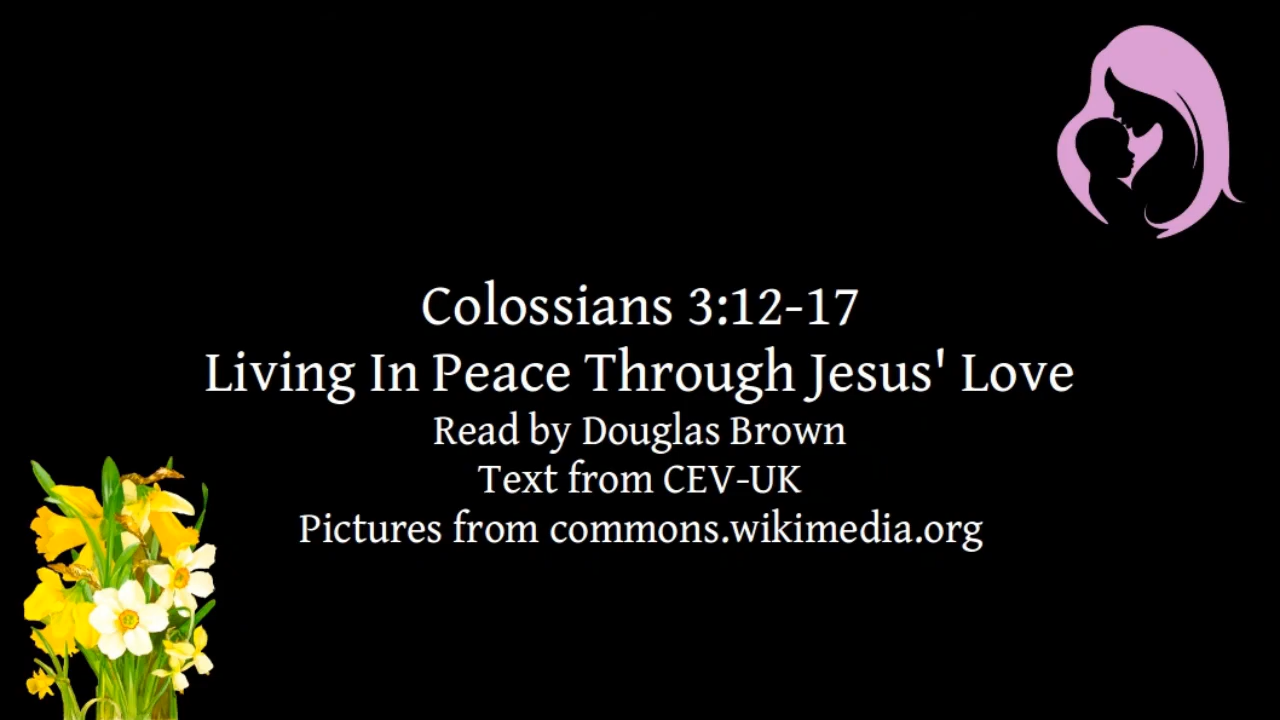 Colossians 3:12-17
Living In Peace Through Jesus' Love
Read by Douglas Brown
Text from CEV-UK
Pictures from commons.wikimedia.org